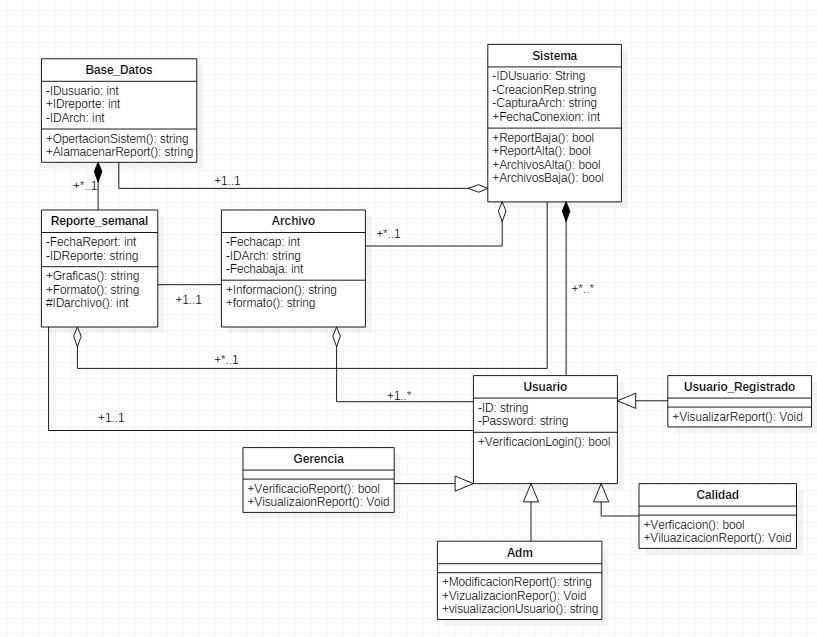 Base_Datos
-IDusuario: int
+IDreporte: int
-IDArch: int
+OpertacionSistem(): string
+AlamacenarReport(): string
Sistema
-IDUsuario: String
-CreacionRep.string
-CapturaArch: string
+FechaConexion: int
+ReportBaja(): bool
+ReportAlta(): bool
+ArchivosAlta(): bool
+ArchivosBaja(): bool
+*..1
+1..1
Reporte_semanal
-FechaReport: int
-IDReporte: string
+Graficas(): string
+Formato(): string
#IDarchivo(): int
+1..1
Archivo
-Fechacap: int
-IDArch: string
-Fechabaja: int
+Informacion(): string
+formato(): string
+*..1
+*..*
+*..1
+1..*
+1..1
Usuario
-ID: string
-Password: string
+VerificacionLogin(): bool
Usuario_Registrado
+VisualizarReport(): Void
Gerencia
+VerificacioReport(): bool
+VisualizaionReport(): Void
Calidad
+Verficacion(): bool
+ViluazicacionReport(): Void
Adm
+ModificacionReport(): string
+VizualizacionRepor(): Void
+visualizacionUsuario(): string